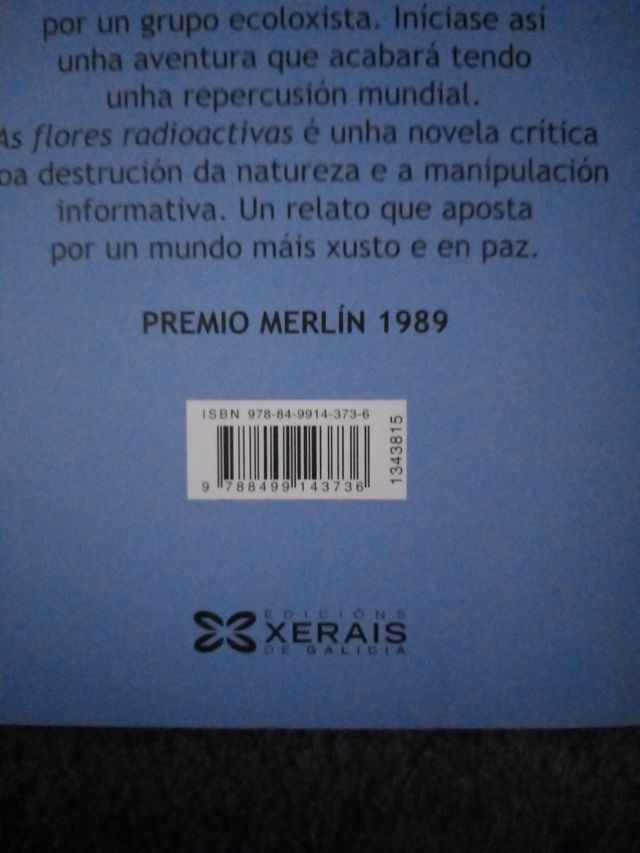 por un grupo ecoloxista. Iníciase así
unha aventura que acabará tendo
unha repercusión mundial.
As flores radioactivas é unha novela crítica
coa destrución da natureza e a manipulación
informativa. Un relato que aposta
por un mundo máis xusto e en paz.
PREMIO MERLÍN 1989
ISBN 978-84-9914-373-6
1343815
9 788499 143736
EDICIÓNS
XERAIS
DE GALICIA